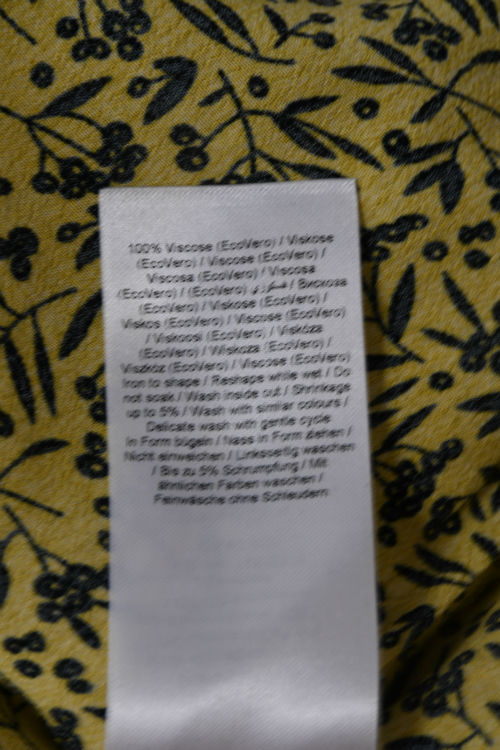 100% Viscose (EcoVero) / Viskose
(EcoVero) / Viscose (EcoVero) /
Viscosa (EcoVero) / Viscosa
(EcoVero) / (EcoVero) فسكوزي / Вискоза
(EcoVero) / Viskose (EcoVero) /
Viskos (EcoVero) / Viscose (EcoVero)
/ Viskoosi (EcoVero) / Viskóza
(EcoVero) / Wiskoza (EcoVero) /
Viszkóz (EcoVero) / Viscose (EcoVero)
Iron to shape / Reshape while wet / Do
not soak / Wash inside out / Shrinkage
up to 5% / Wash with similar colours /
Delicate wash with gentle cycle
In Form bügeln / Nass in Form ziehen /
Nicht einweichen / Linksseitig waschen
/ Bis zu 5% Schrumpfung / Mit
ähnlichen Farben waschen /
Feinwäsche ohne Schleudern